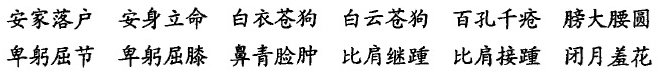 安家落户 安身立命 白衣苍狗 白云苍狗 百孔千疮 膀大腰圆
卑躬屈节 卑躬屈膝 鼻青脸肿 比肩继踵 比肩接踵 闭月羞花